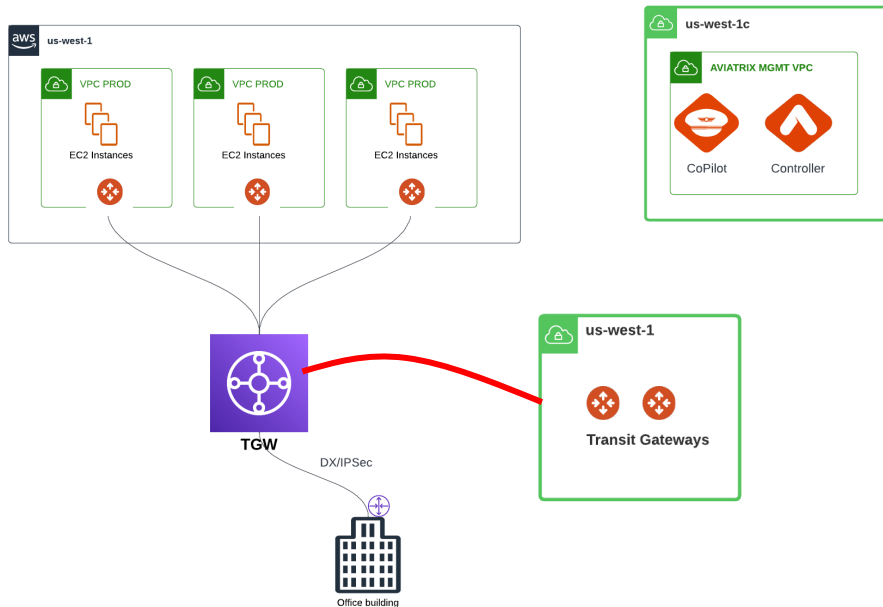 aws
us-west-1
VPC PROD
EC2 Instances
VPC PROD
EC2 Instances
VPC PROD
EC2 Instances
us-west-1c
AVIATRIX MGMT VPC
CoPilot
Controller
TGW
us-west-1
Transit Gateways
DX/IPSec
Office building